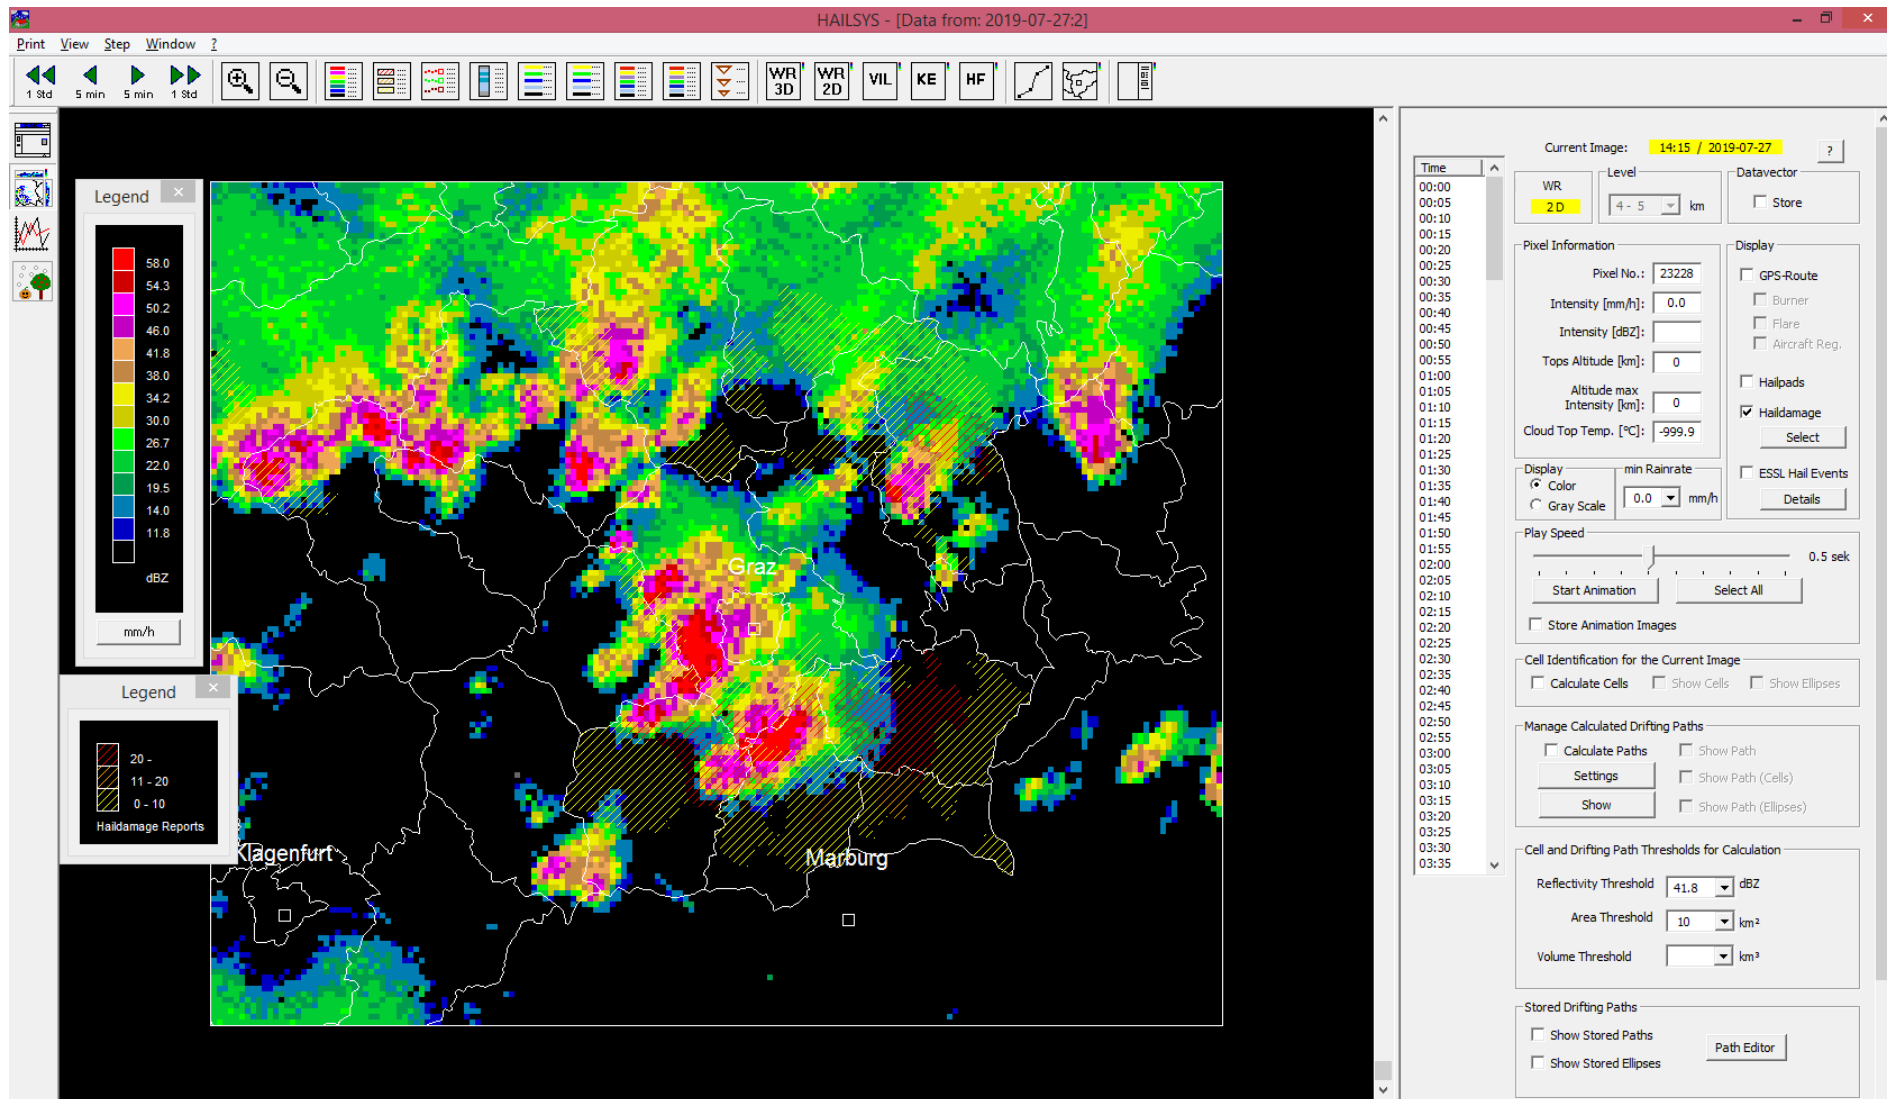 HAILSYS - [Data from: 2019-07-27:2]
Print View Step Window ?
1 Std 5 min 5 min 1 Std WR 3D WR 2D VIL KE HF
Legend
58.0
54.3
50.2
46.0
41.8
38.0
34.2
30.0
26.7
22.0
19.5
14.0
11.8
dBZ
mm/h
Legend
20 -
11 - 20
0 - 10
Haildamage Reports
Graz
Klagenfurt
Marburg
Time
00:00
00:05
00:10
00:15
00:20
00:25
00:30
00:35
00:40
00:45
00:50
00:55
01:00
01:05
01:10
01:15
01:20
01:25
01:30
01:35
01:40
01:45
01:50
01:55
02:00
02:05
02:10
02:15
02:20
02:25
02:30
02:35
02:40
02:45
02:50
02:55
03:00
03:05
03:10
03:15
03:20
03:25
03:30
03:35
Current Image: 14:15 / 2019-07-27 ?
WR
2 D
Level
4 - 5 km
Datavector
Store
Pixel Information
Pixel No.: 23228
Intensity [mm/h]: 0.0
Intensity [dBZ]:
Tops Altitude [km]: 0
Altitude max
Intensity [km]: 0
Cloud Top Temp. [°C]: -999.9
Display
GPS-Route
Burner
Flare
Aircraft Reg.
Hailpads
Haildamage
Select
ESSL Hail Events
Details
Display
Color
Gray Scale
min Rainrate
0.0 mm/h
Play Speed
0.5 sek
Start Animation Select All
Store Animation Images
Cell Identification for the Current Image
Calculate Cells Show Cells Show Ellipses
Manage Calculated Drifting Paths
Calculate Paths Show Path
Settings Show Path (Cells)
Show Show Path (Ellipses)
Cell and Drifting Path Thresholds for Calculation
Reflectivity Threshold 41.8 dBZ
Area Threshold 10 km²
Volume Threshold km³
Stored Drifting Paths
Show Stored Paths
Show Stored Ellipses
Path Editor